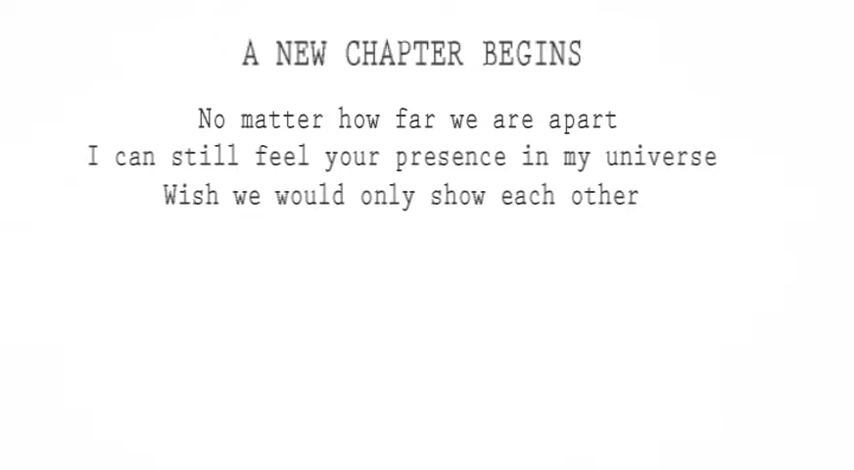 A NEW CHAPTER BEGINS
No matter how far we are apart
I can still feel your presence in my universe
Wish we would only show each other